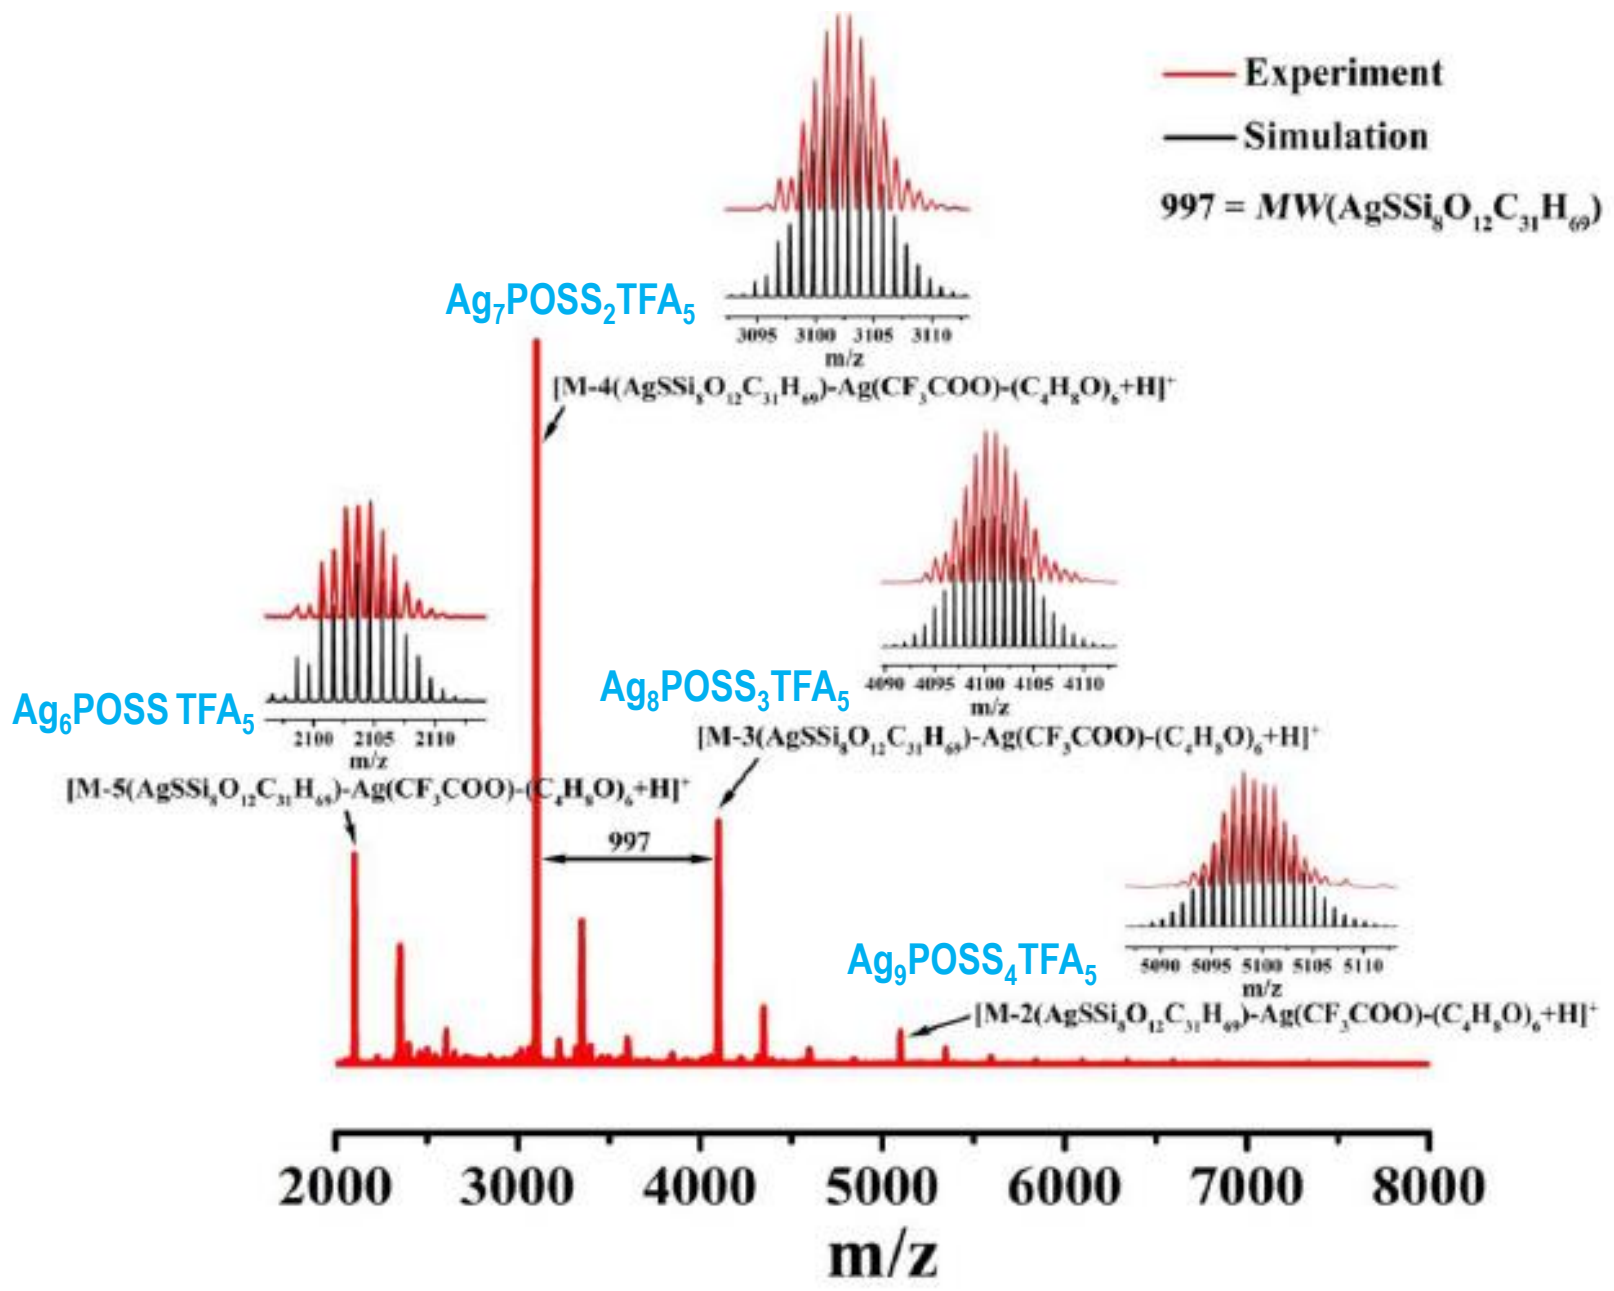 Experiment
Simulation
997 = MW(AgSSi₈O₁₂C₃₁H₆₉)
3095 3100 3105 3110
m/z
Ag₇POSS₂TFA₅
[M-4(AgSSi₈O₁₂C₃₁H₆₉)-Ag(CF₃COO)-(C₄H₈O)₆+H]⁺
4090 4095 4100 4105 4110
m/z
Ag₈POSS₃TFA₅
[M-3(AgSSi₈O₁₂C₃₁H₆₉)-Ag(CF₃COO)-(C₄H₈O)₆+H]⁺
Ag₆POSS TFA₅
2100 2105 2110
m/z
[M-5(AgSSi₈O₁₂C₃₁H₆₉)-Ag(CF₃COO)-(C₄H₈O)₆+H]⁺
997
5090 5095 5100 5105 5110
m/z
Ag₉POSS₄TFA₅
[M-2(AgSSi₈O₁₂C₃₁H₆₉)-Ag(CF₃COO)-(C₄H₈O)₆+H]⁺
2000 3000 4000 5000 6000 7000 8000
m/z